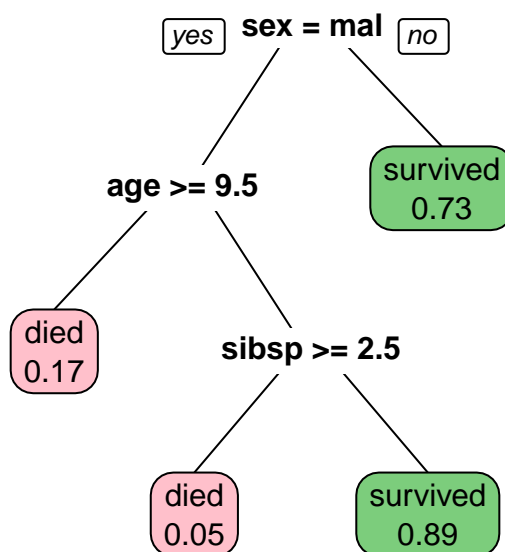 yes
sex = mal
no
age >= 9.5
survived
0.73
died
0.17
sibsp >= 2.5
died
0.05
survived
0.89